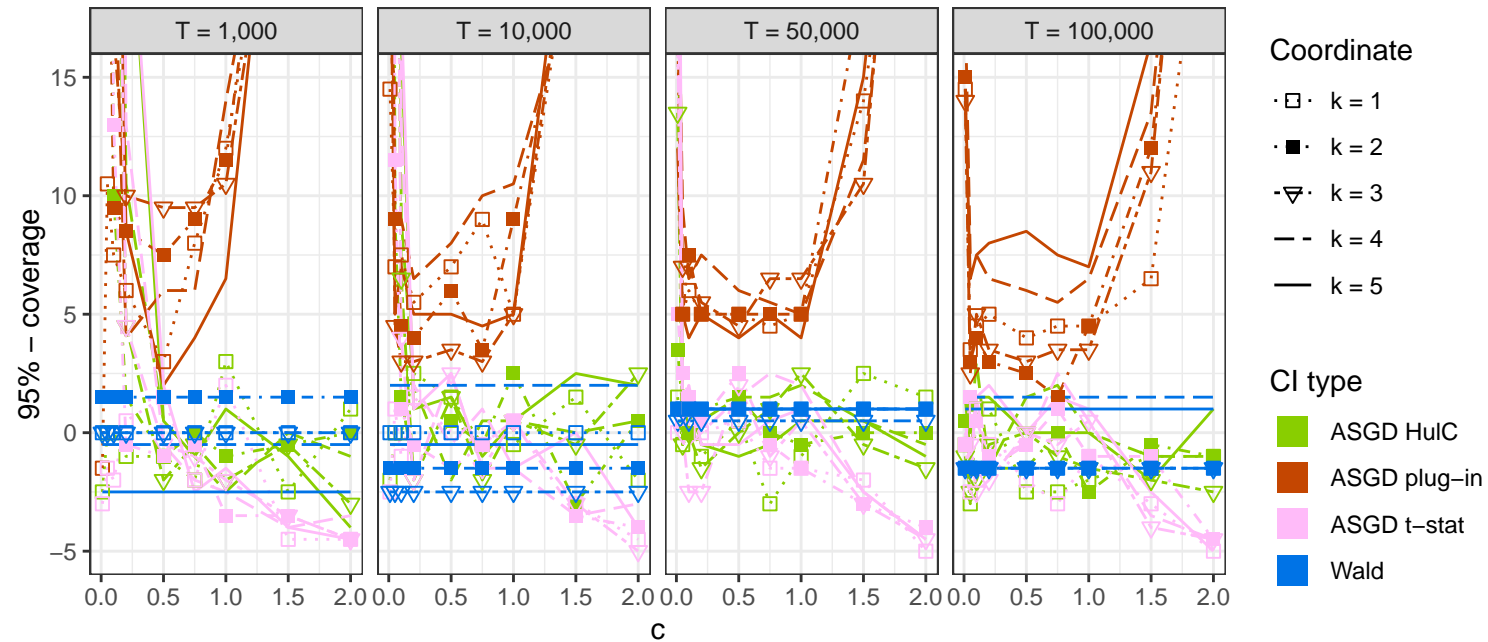 T = 1,000
T = 10,000
T = 50,000
T = 100,000
95% − coverage
15
10
5
0
−5
0.0 0.5 1.0 1.5 2.0
0.0 0.5 1.0 1.5 2.0
0.0 0.5 1.0 1.5 2.0
0.0 0.5 1.0 1.5 2.0
c
Coordinate
k = 1
k = 2
k = 3
k = 4
k = 5
CI type
ASGD HulC
ASGD plug−in
ASGD t−stat
Wald